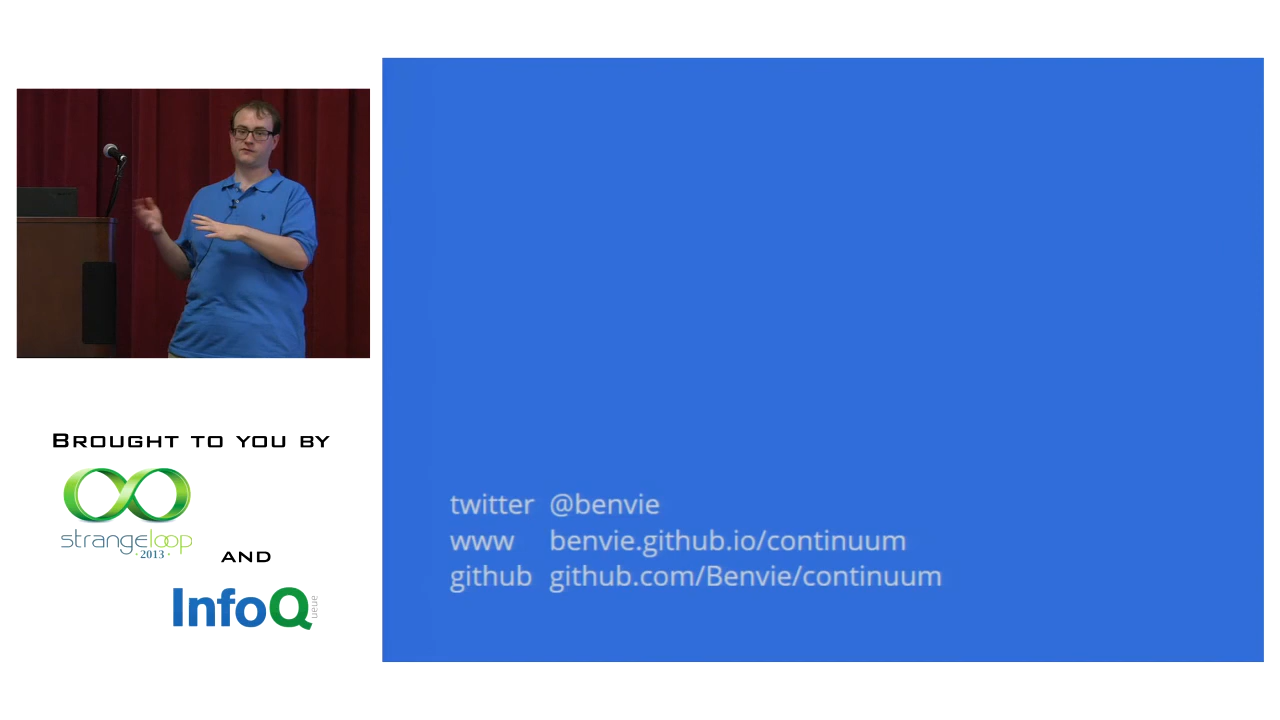 BROUGHT TO YOU BY
strangeloop
· 2013 ·
AND
InfoQ
twitter @benvie
www benvie.github.io/continuum
github github.com/Benvie/continuum